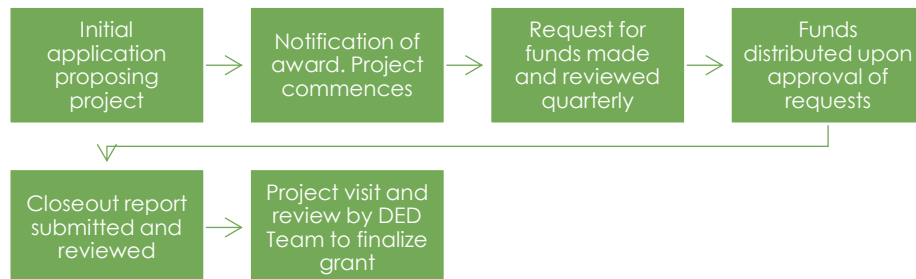 Initial
application
proposing
project
Notification of
award. Project
commences
Request for
funds made
and reviewed
quarterly
Funds
distributed upon
approval of
requests
Closeout report
submitted and
reviewed
Project visit and
review by DED
Team to finalize
grant